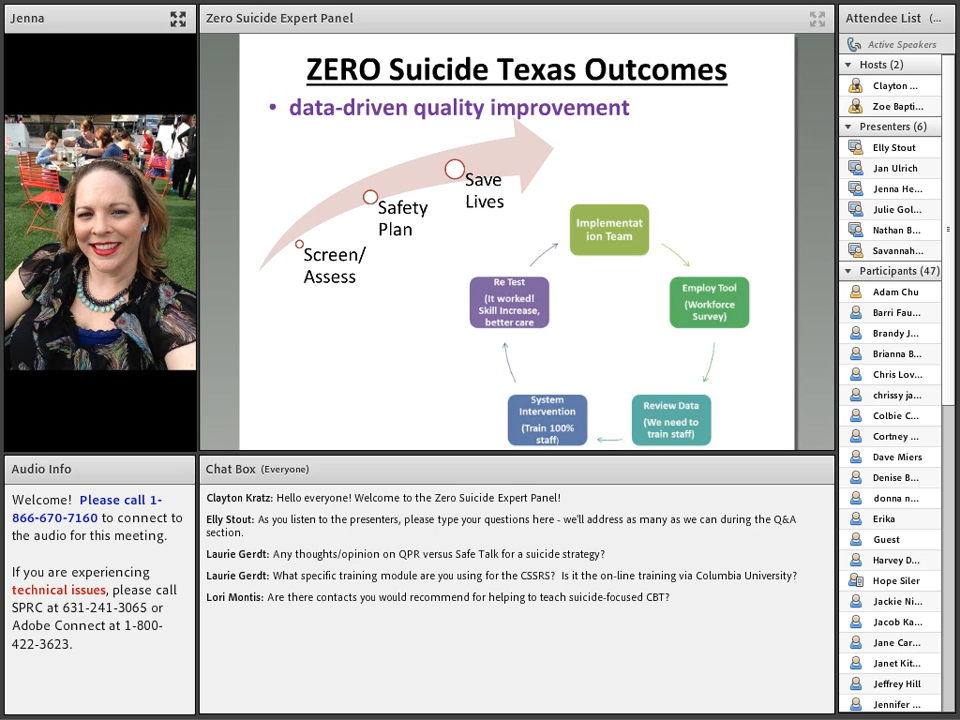 Jenna
Zero Suicide Expert Panel
ZERO Suicide Texas Outcomes
• data-driven quality improvement
Save
Lives
Safety
Plan
Screen/
Assess
Implementat
ion Team
Employ Tool
(Workforce
Survey)
Review Data
(We need to
train staff)
System
Intervention
(Train 100%
staff)
Re Test
(It worked!
Skill Increase,
better care
Attendee List (...
Active Speakers
Hosts (2)
Clayton ...
Zoe Bapti...
Presenters (6)
Elly Stout
Jan Ulrich
Jenna He...
Julie Gol...
Nathan B...
Savannah...
Participants (47)
Adam Chu
Barri Fau...
Brandy J...
Brianna B...
Chris Lov...
chrissy ja...
Colbie C...
Cortney ...
Dave Miers
Denise B...
donna n...
Erika
Guest
Harvey D...
Hope Siler
Jackie Ni...
Jacob Ka...
Jane Car...
Janet Kit...
Jeffrey Hill
Jennifer ...
Audio Info
Welcome! Please call 1-
866-670-7160 to connect to
the audio for this meeting.
If you are experiencing
technical issues, please call
SPRC at 631-241-3065 or
Adobe Connect at 1-800-
422-3623.
Chat Box (Everyone)
Clayton Kratz: Hello everyone! Welcome to the Zero Suicide Expert Panel!
Elly Stout: As you listen to the presenters, please type your questions here - we'll address as many as we can during the Q&A
section.
Laurie Gerdt: Any thoughts/opinion on QPR versus Safe Talk for a suicide strategy?
Laurie Gerdt: What specific training module are you using for the CSSRS? Is it the on-line training via Columbia University?
Lori Montis: Are there contacts you would recommend for helping to teach suicide-focused CBT?